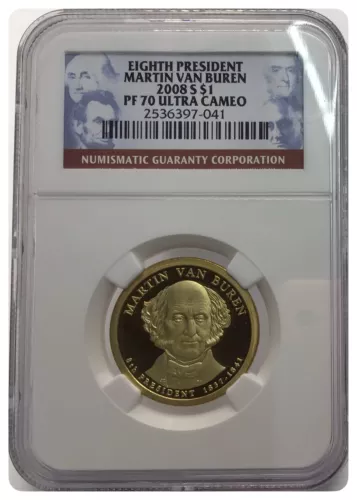 EIGHTH PRESIDENT
MARTIN VAN BUREN
2008 S $1
PF 70 ULTRA CAMEO
2536397-041
NUMISMATIC GUARANTY CORPORATION
MARTIN VAN BUREN
8th PRESIDENT 1837-1841